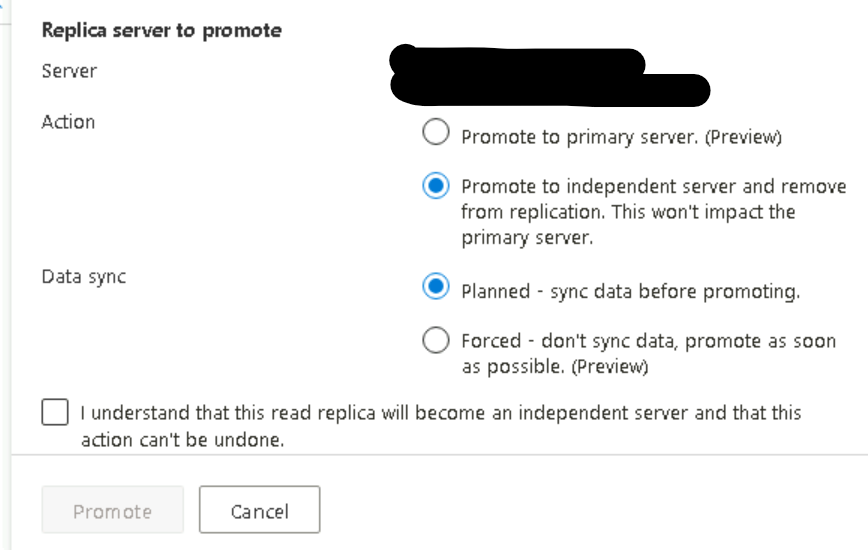 Replica server to promote
Server
Action
Promote to primary server. (Preview)
Promote to independent server and remove
from replication. This won't impact the
primary server.
Data sync
Planned - sync data before promoting.
Forced - don't sync data, promote as soon
as possible. (Preview)
I understand that this read replica will become an independent server and that this
action can't be undone.
Promote
Cancel